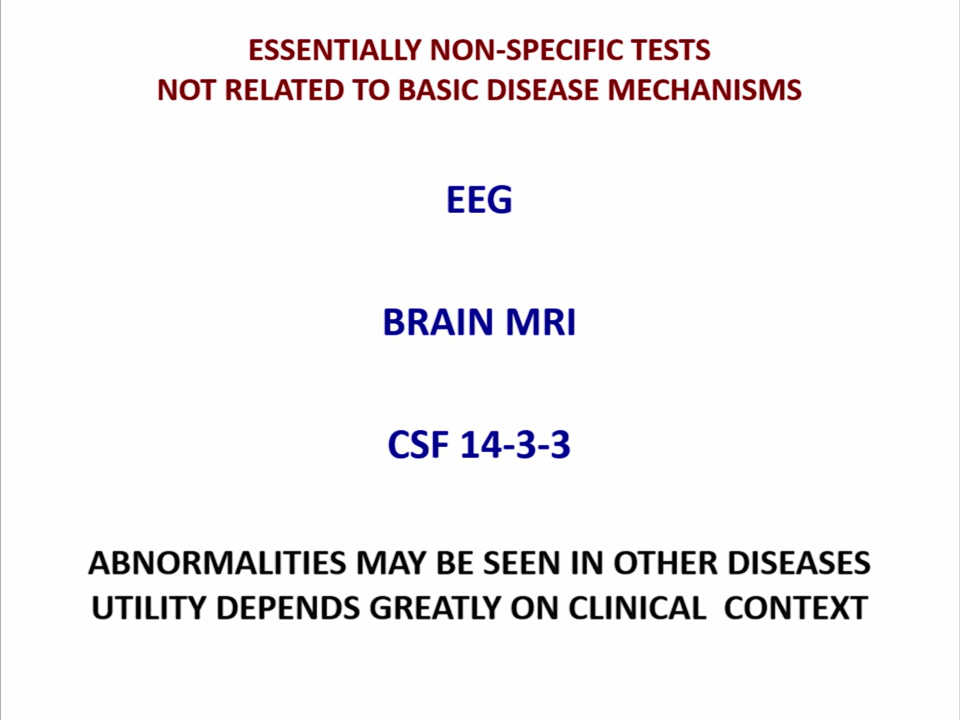 ESSENTIALLY NON-SPECIFIC TESTS
NOT RELATED TO BASIC DISEASE MECHANISMS
EEG
BRAIN MRI
CSF 14-3-3
ABNORMALITIES MAY BE SEEN IN OTHER DISEASES
UTILITY DEPENDS GREATLY ON CLINICAL  CONTEXT